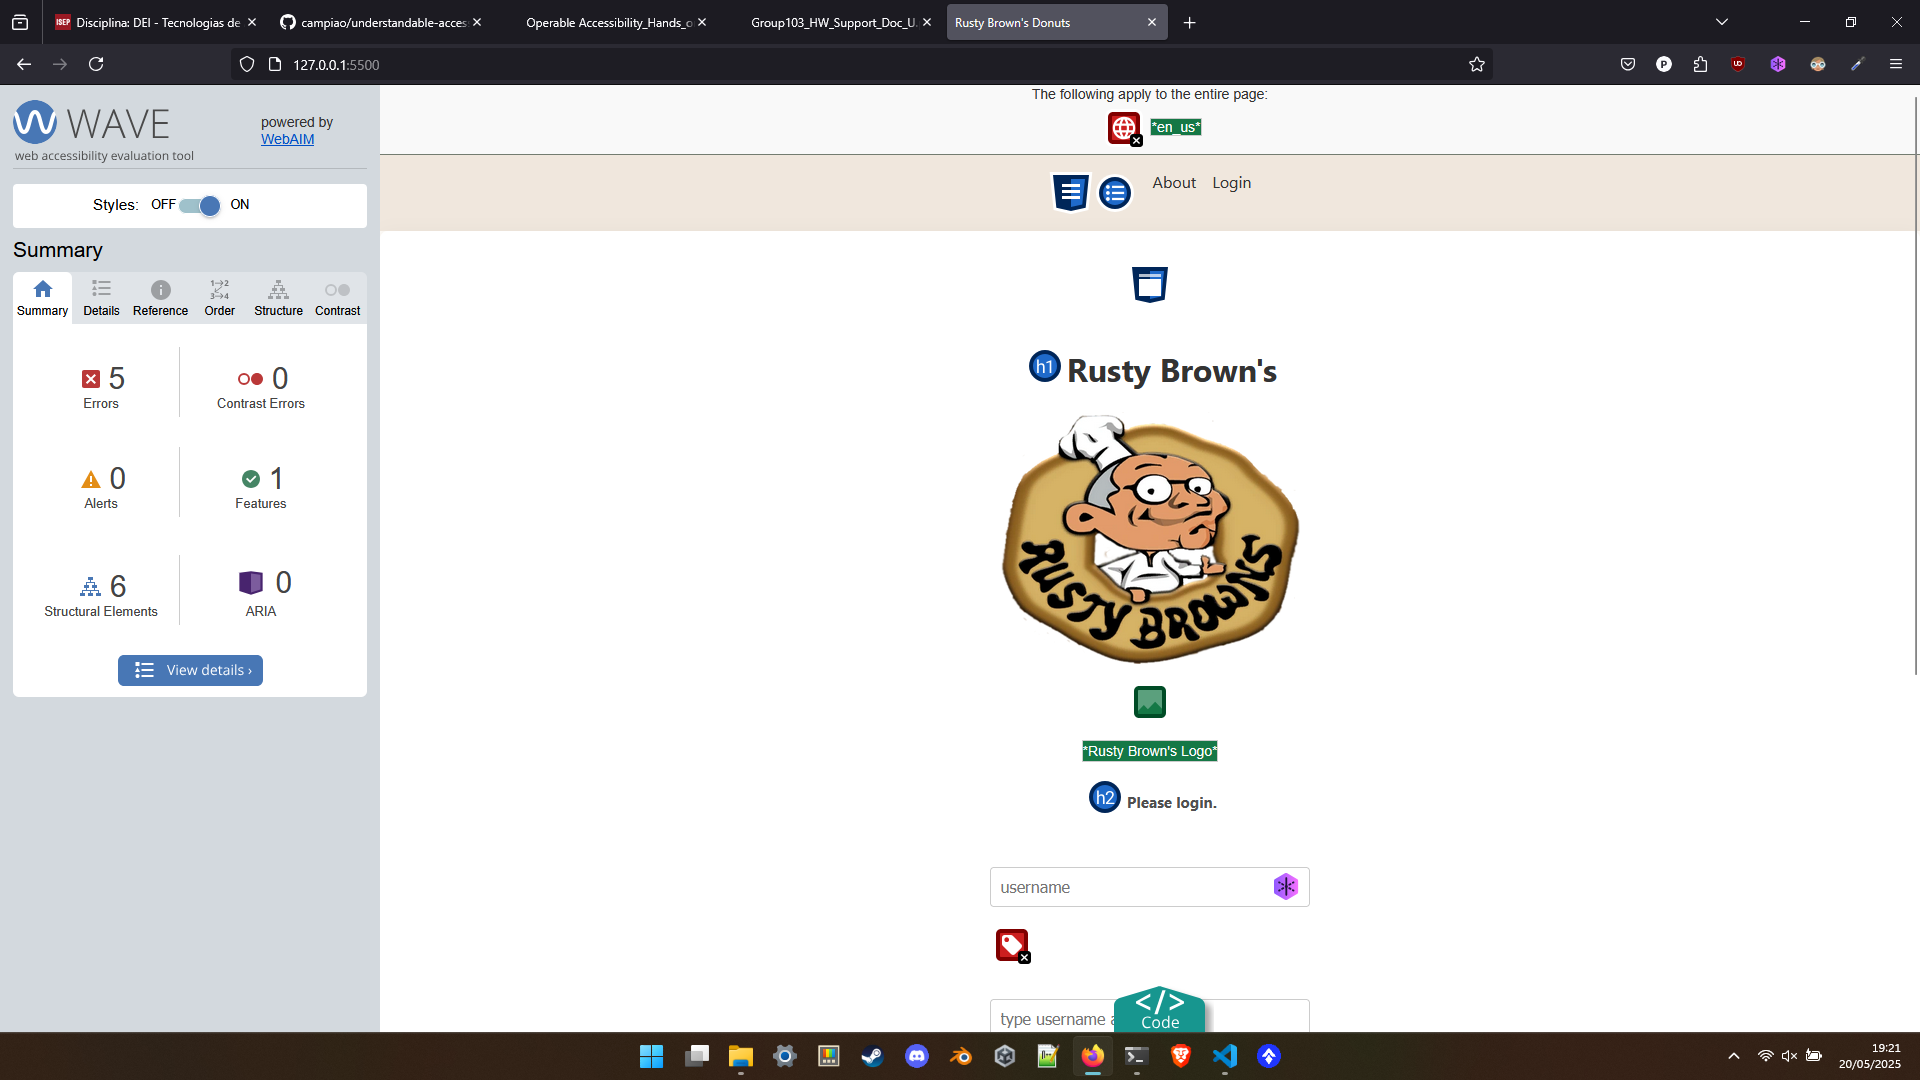 Disciplina: DEI - Tecnologias de
campiao/understandable-acces
Operable Accessibility_Hands_o
Group103_HW_Support_Doc_U
Rusty Brown's Donuts
127.0.0.1:5500
WAVE
powered by
WebAIM
web accessibility evaluation tool
Styles: OFF ON
Summary
Summary Details Reference Order Structure Contrast
5
Errors
0
Contrast Errors
0
Alerts
1
Features
6
Structural Elements
0
ARIA
View details ›
The following apply to the entire page:
*en_us*
About Login
h1 Rusty Brown's
RUSTY BROWNS
*Rusty Brown's Logo*
h2 Please login.
username
type username a
</>
Code
19:21
20/05/2025